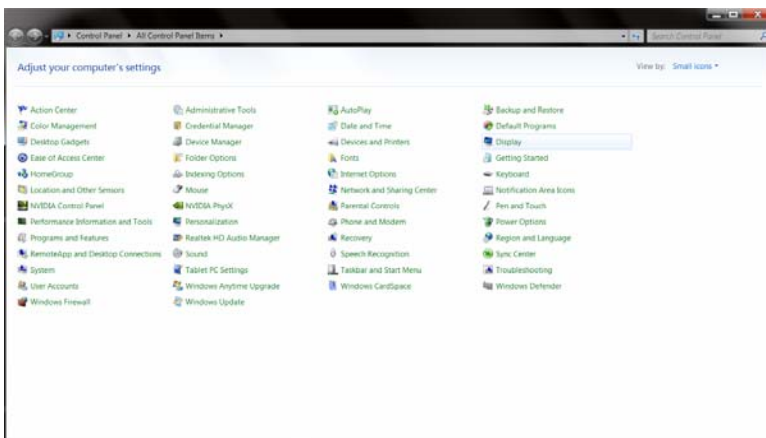 Control Panel ▸ All Control Panel Items ▸ Search Control Panel
Adjust your computer's settings View by: Small icons
Action Center Administrative Tools AutoPlay Backup and Restore
Color Management Credential Manager Date and Time Default Programs
Desktop Gadgets Device Manager Devices and Printers Display
Ease of Access Center Folder Options Fonts Getting Started
HomeGroup Indexing Options Internet Options Keyboard
Location and Other Sensors Mouse Network and Sharing Center Notification Area Icons
NVIDIA Control Panel NVIDIA PhysX Parental Controls Pen and Touch
Performance Information and Tools Personalization Phone and Modem Power Options
Programs and Features Realtek HD Audio Manager Recovery Region and Language
RemoteApp and Desktop Connections Sound Speech Recognition Sync Center
System Tablet PC Settings Taskbar and Start Menu Troubleshooting
User Accounts Windows Anytime Upgrade Windows CardSpace Windows Defender
Windows Firewall Windows Update